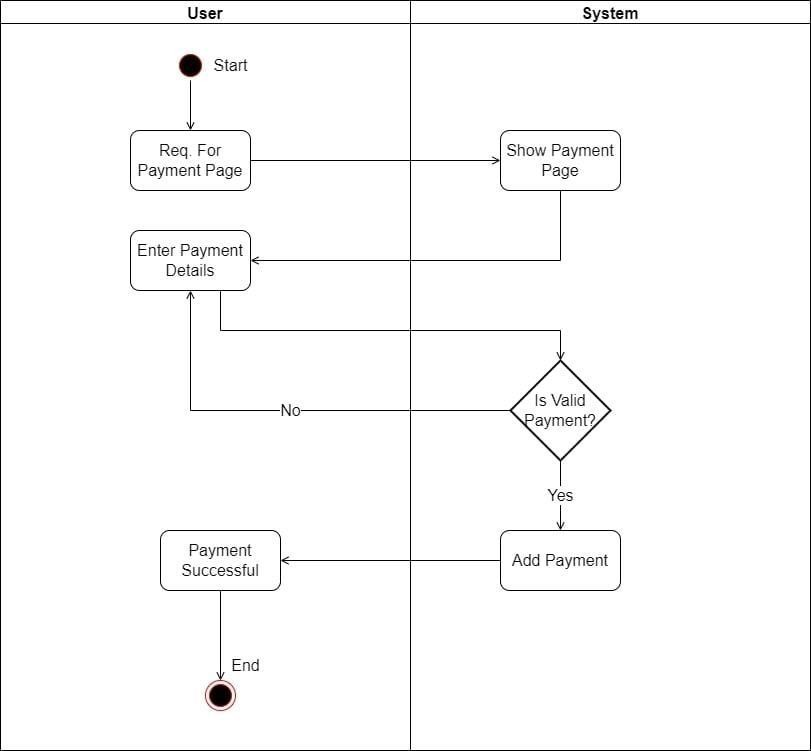 User
System
Start
Req. For
Payment Page
Show Payment
Page
Enter Payment
Details
Is Valid
Payment?
No
Yes
Payment
Successful
Add Payment
End